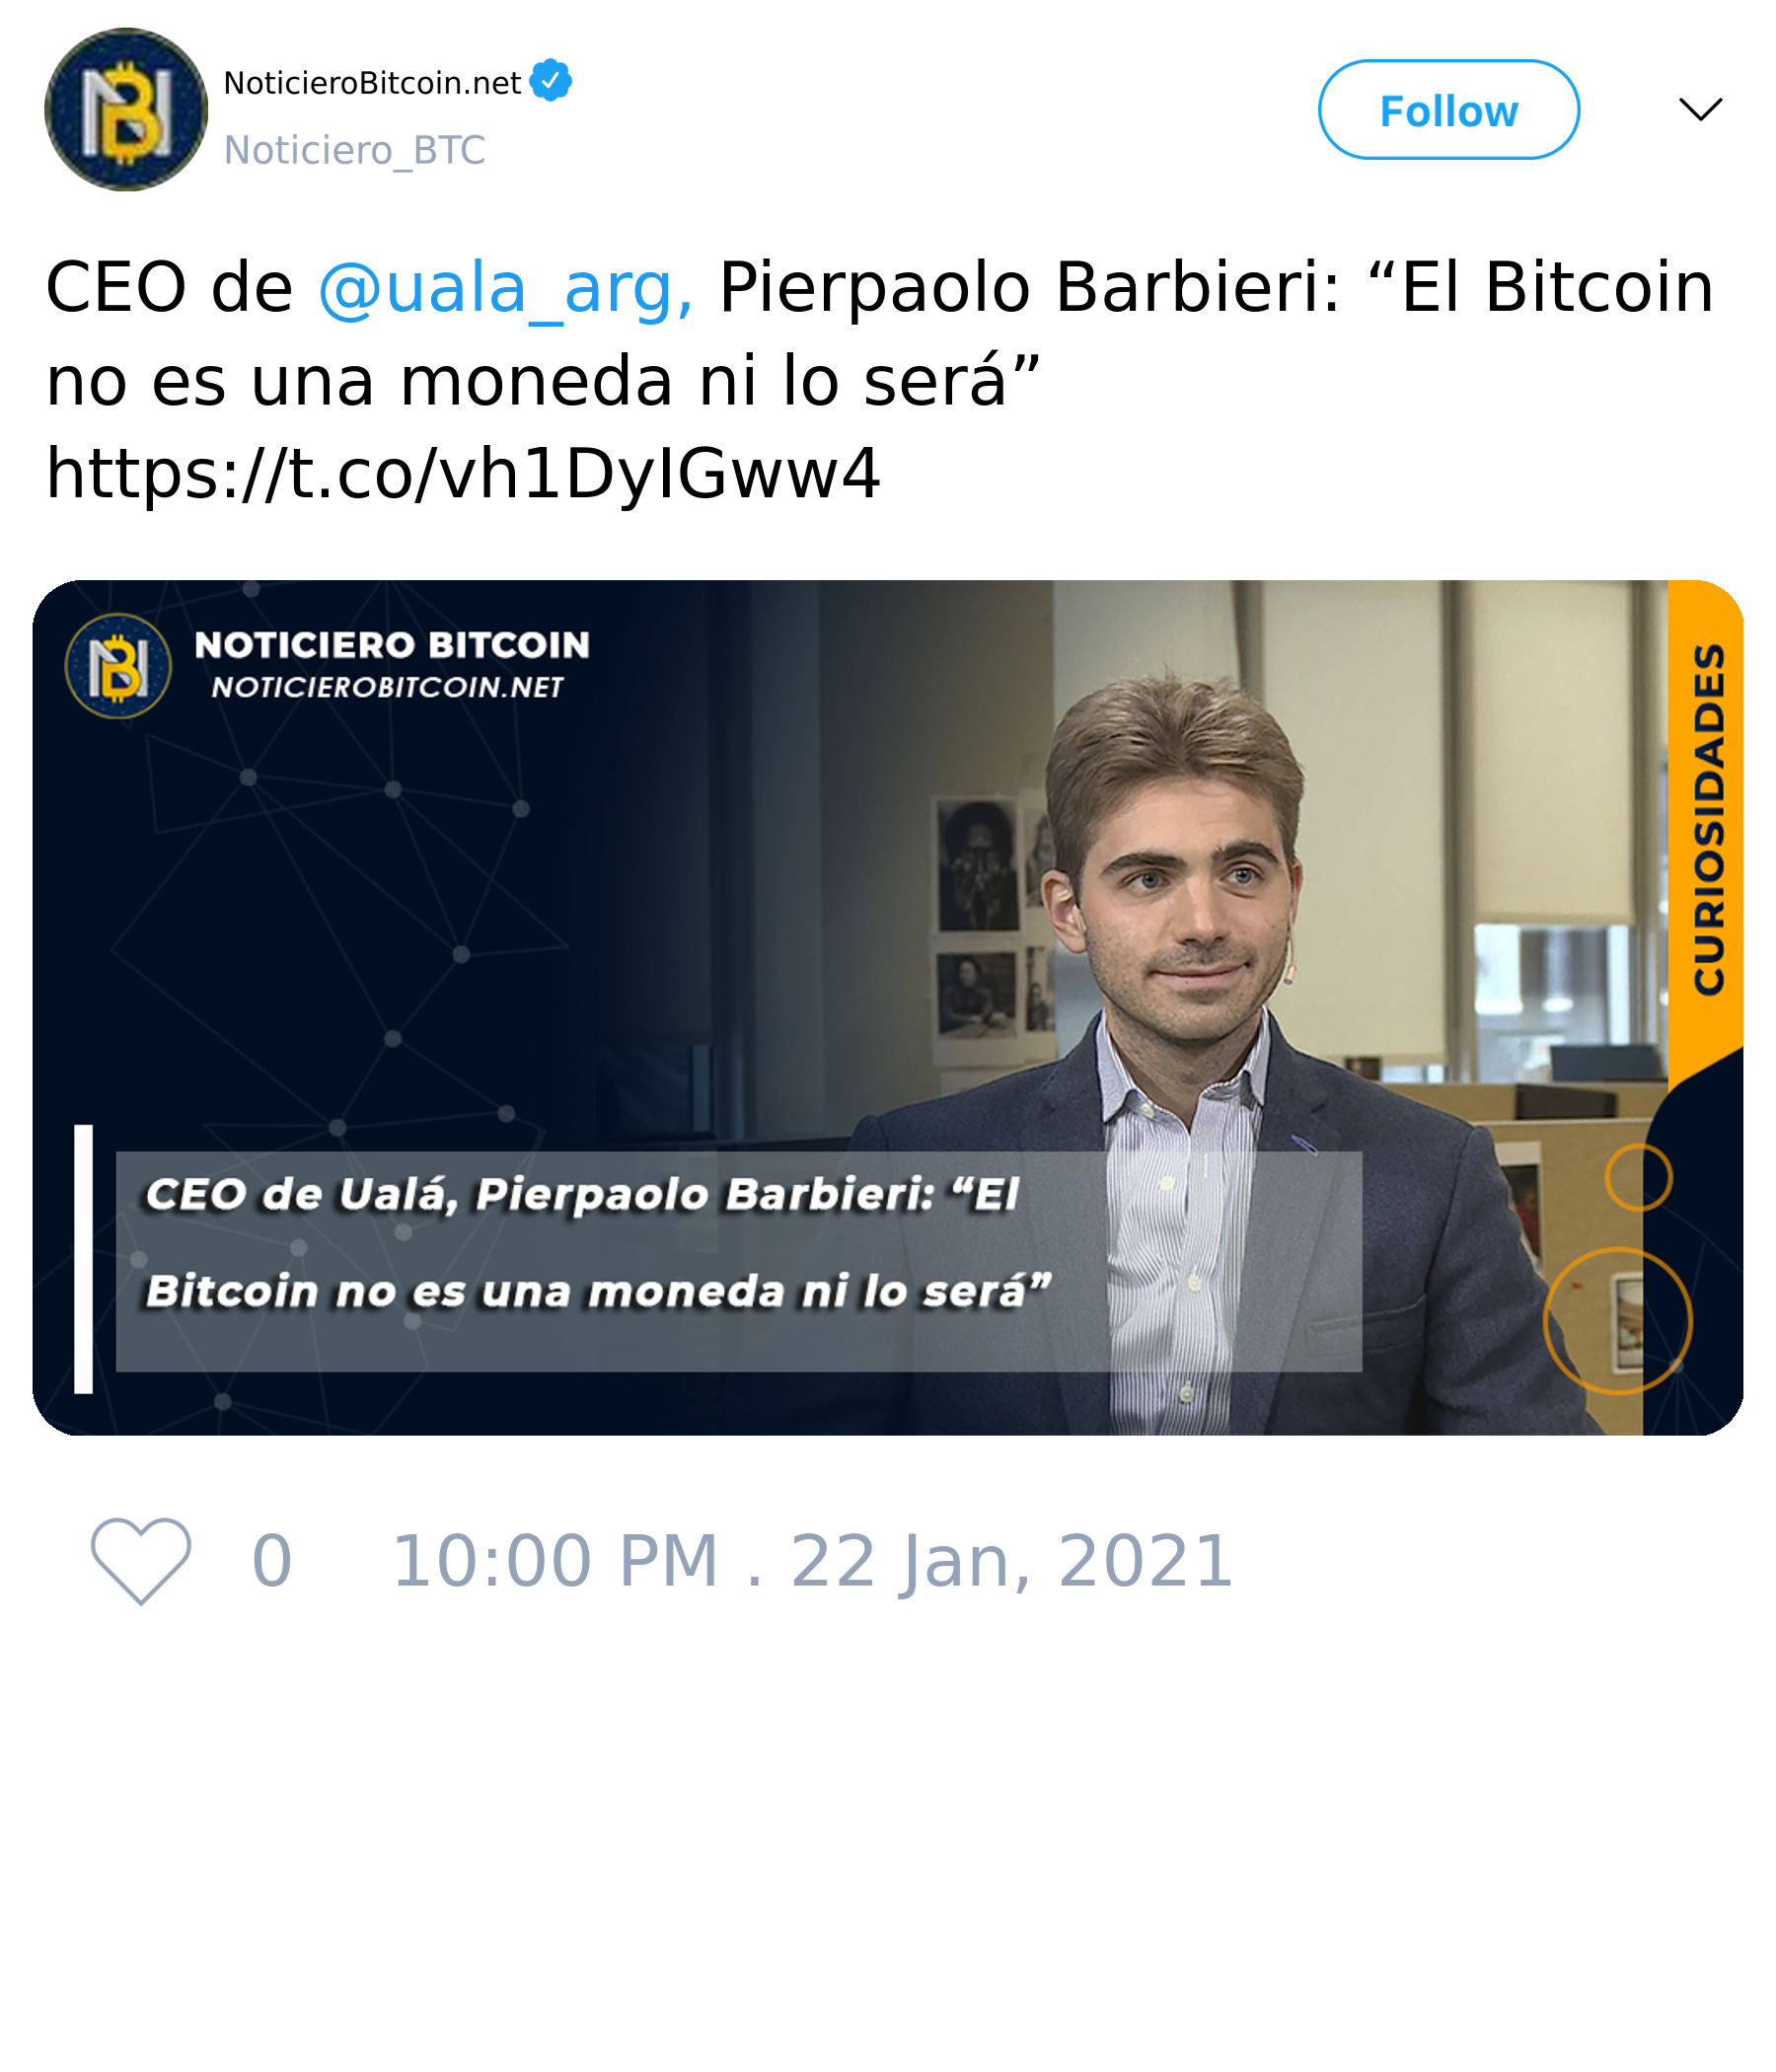 NoticieroBitcoin.net
Noticiero_BTC
Follow
CEO de @uala_arg, Pierpaolo Barbieri: “El Bitcoin
no es una moneda ni lo será”
https://t.co/vh1DyIGww4
NOTICIERO BITCOIN
NOTICIEROBITCOIN.NET
CURIOSIDADES
CEO de Ualá, Pierpaolo Barbieri: “El
Bitcoin no es una moneda ni lo será”
0 10:00 PM . 22 Jan, 2021